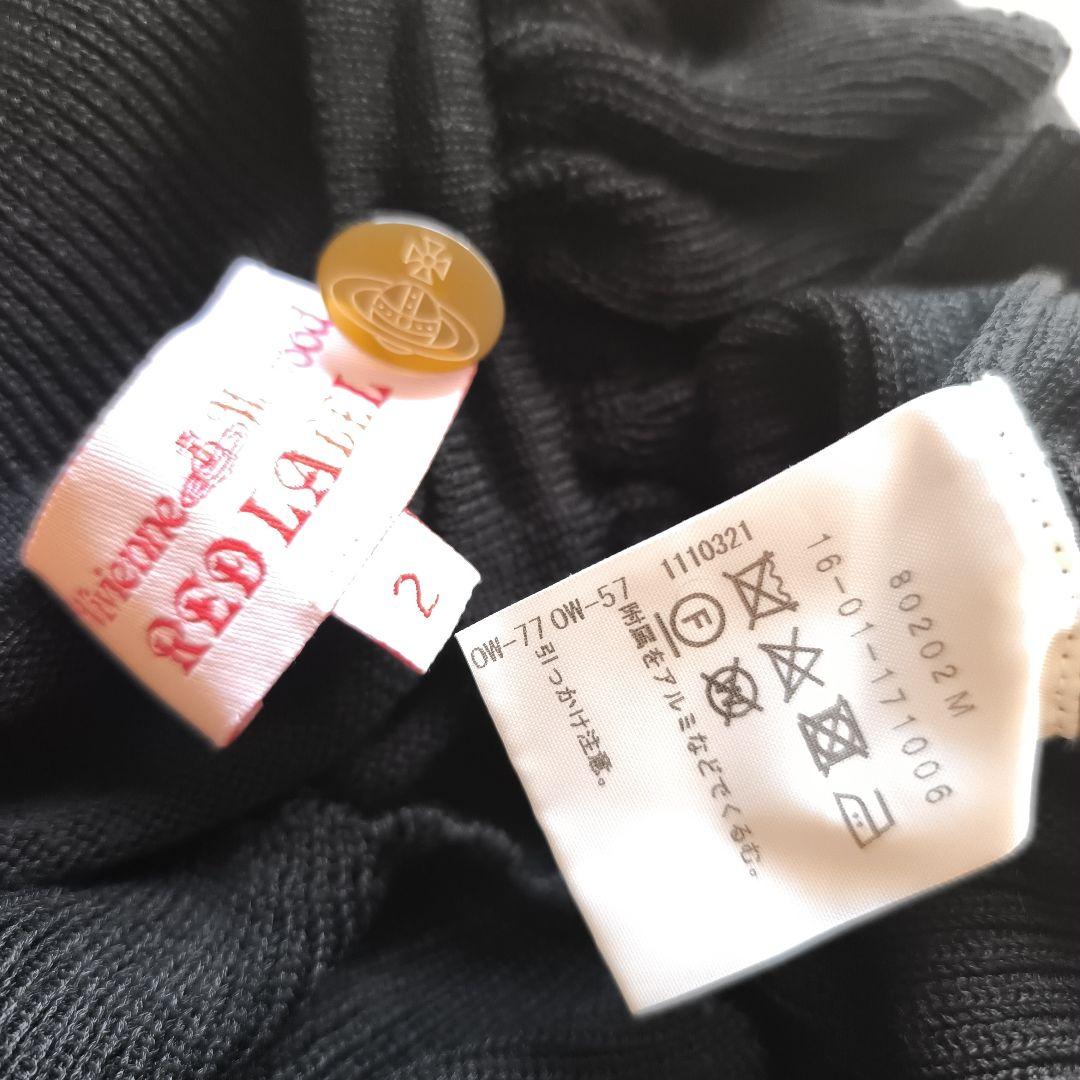 Vivienne
RED LABEL
2
80202M
16-01-171006
1110321
F
OW-57
附属をアルミなどでくるむ。
OW-77
引っかけ注意。